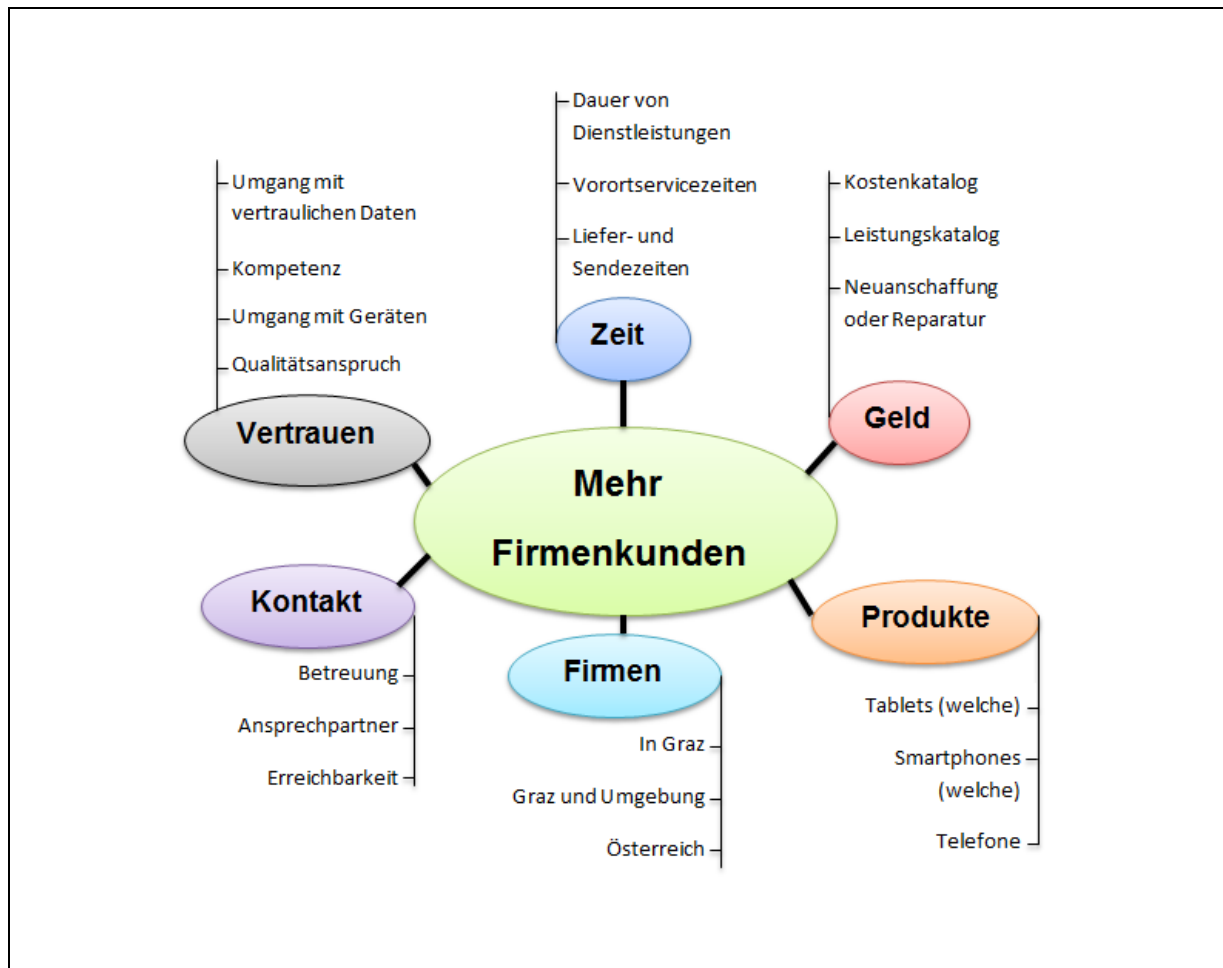 Dauer von
Dienstleistungen
Vorortservicezeiten
Liefer- und
Sendezeiten
Zeit
Umgang mit
vertraulichen Daten
Kompetenz
Umgang mit Geräten
Qualitätsanspruch
Vertrauen
Kostenkatalog
Leistungskatalog
Neuanschaffung
oder Reparatur
Geld
Mehr
Firmenkunden
Kontakt
Betreuung
Ansprechpartner
Erreichbarkeit
Firmen
In Graz
Graz und Umgebung
Österreich
Produkte
Tablets (welche)
Smartphones
(welche)
Telefone